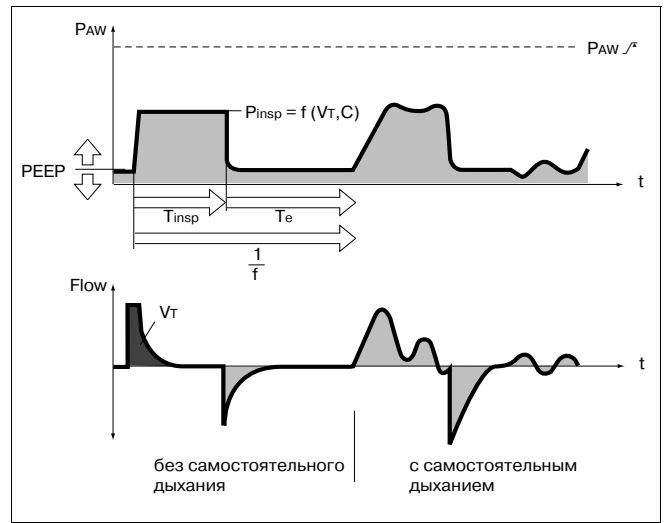 PAW
PAW
Pinsp = f (VT,C)
PEEP
t
Tinsp
Te
1
f
Flow
VT
t
без самостоятельного
дыхания
с самостоятельным
дыханием